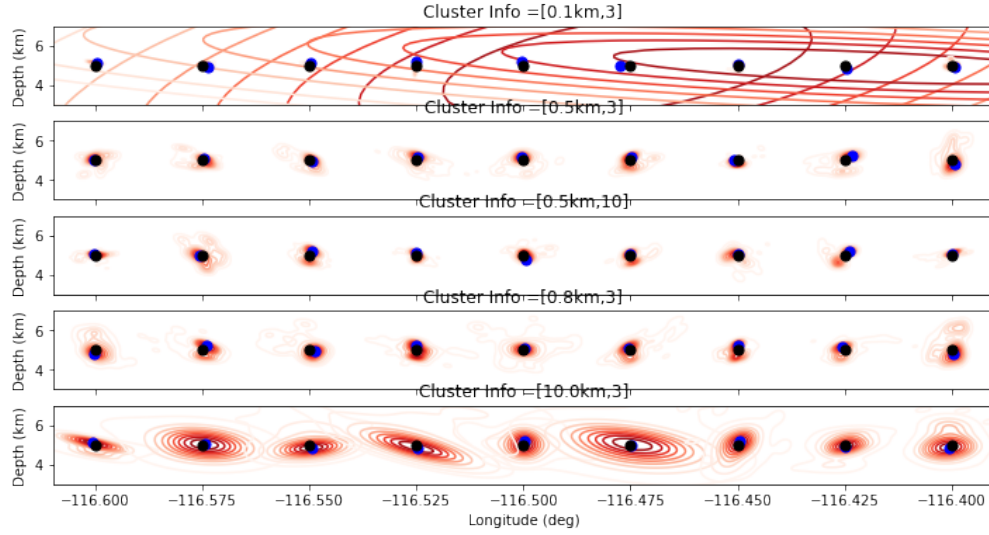 Cluster Info =[0.1km,3]
Depth (km)
6
4
Cluster Info =[0.5km,3]
Depth (km)
6
4
Cluster Info =[0.5km,10]
Depth (km)
6
4
Cluster Info =[0.8km,3]
Depth (km)
6
4
Cluster Info =[10.0km,3]
Depth (km)
6
4
−116.600 −116.575 −116.550 −116.525 −116.500 −116.475 −116.450 −116.425 −116.400
Longitude (deg)